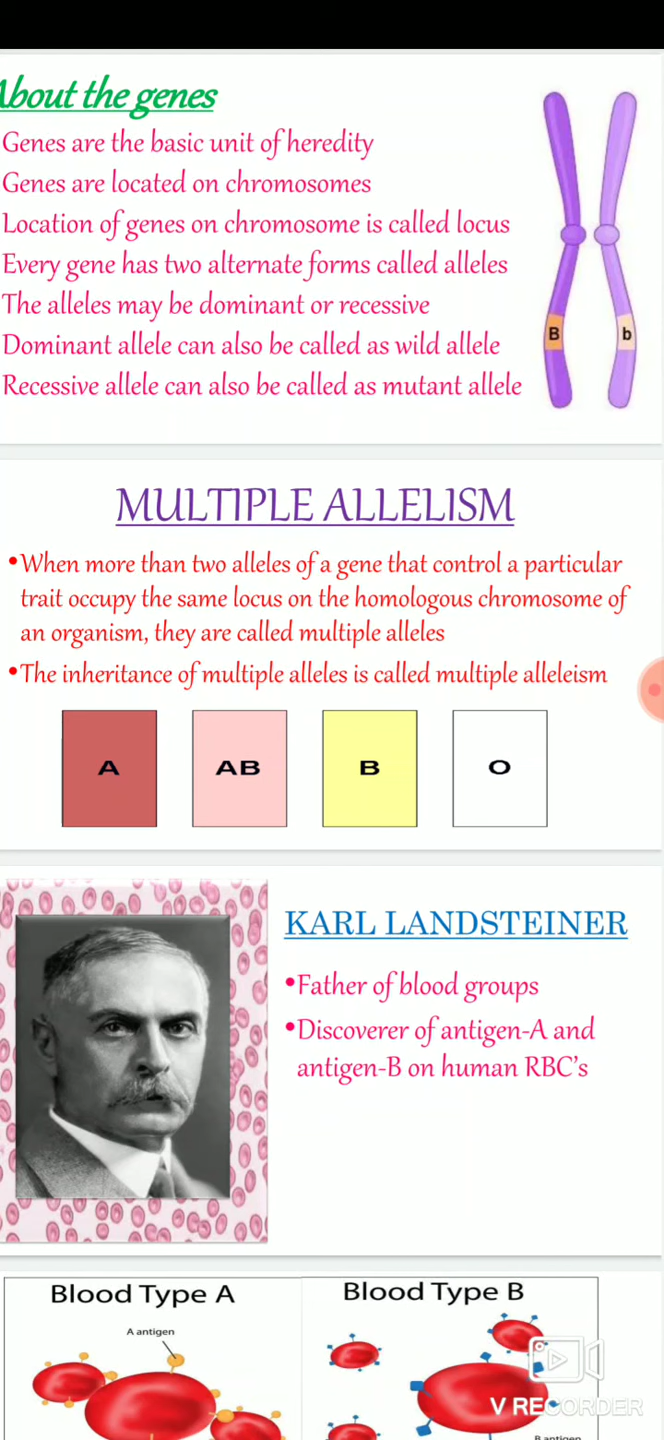 About the genes
Genes are the basic unit of heredity
Genes are located on chromosomes
Location of genes on chromosome is called locus
Every gene has two alternate forms called alleles
The alleles may be dominant or recessive
Dominant allele can also be called as wild allele
Recessive allele can also be called as mutant allele
B b
MULTIPLE ALLELISM
•When more than two alleles of a gene that control a particular
trait occupy the same locus on the homologous chromosome of
an organism, they are called multiple alleles
•The inheritance of multiple alleles is called multiple alleleism
A AB B O
KARL LANDSTEINER
•Father of blood groups
•Discoverer of antigen-A and
antigen-B on human RBC's
Blood Type A
A antigen
Blood Type B
V RECORDER
B antigen